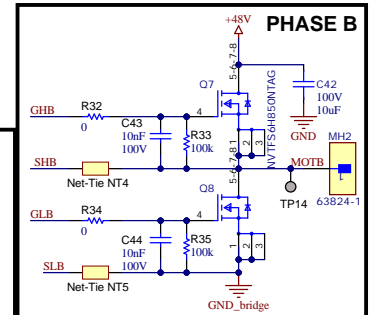 +48V
PHASE B
5-6-7-8
Q7
C42
100V
10uF
GND
NVTFS6H850NTAG
GHB
R32
0
4
C43
10nF
100V
R33
100k
1
2
3
SHB
Net-Tie NT4
5-6-7-8
MOTB
MH2
1
63824-1
TP14
Q8
GLB
R34
0
4
C44
10nF
100V
R35
100k
1
2
3
SLB
Net-Tie NT5
GND_bridge